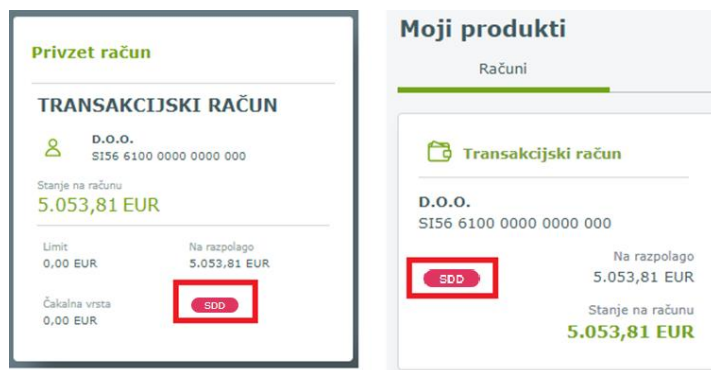 Privzet račun
TRANSAKCIJSKI RAČUN
D.O.O.
SI56 6100 0000 0000 000
Stanje na računu
5.053,81 EUR
Limit
0,00 EUR
Na razpolago
5.053,81 EUR
Čakalna vrsta
0,00 EUR
SDD
Moji produkti
Računi
Transakcijski račun
D.O.O.
SI56 6100 0000 0000 000
Na razpolago
SDD
5.053,81 EUR
Stanje na računu
5.053,81 EUR